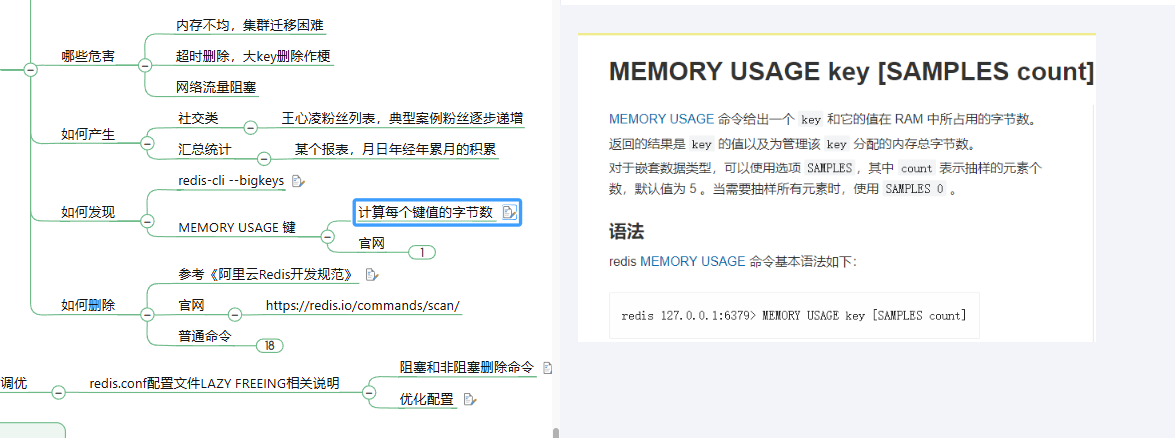 哪些危害
内存不均，集群迁移困难
超时删除，大key删除作梗
网络流量阻塞
如何产生
社交类
王心凌粉丝列表，典型案例粉丝逐步递增
汇总统计
某个报表，月日年经年累月的积累
如何发现
redis-cli --bigkeys
MEMORY USAGE 键
计算每个键值的字节数
官网
1
如何删除
参考《阿里云Redis开发规范》
官网
https://redis.io/commands/scan/
普通命令
18
调优
redis.conf配置文件LAZY FREEING相关说明
阻塞和非阻塞删除命令
优化配置
MEMORY USAGE key [SAMPLES count]
MEMORY USAGE 命令给出一个 key 和它的值在 RAM 中所占用的字节数。
返回的结果是 key 的值以及为管理该 key 分配的内存总字节数。
对于嵌套数据类型，可以使用选项 SAMPLES，其中 count 表示抽样的元素个
数，默认值为 5 。当需要抽样所有元素时，使用 SAMPLES 0 。
语法
redis MEMORY USAGE 命令基本语法如下：
redis 127.0.0.1:6379> MEMORY USAGE key [SAMPLES count]